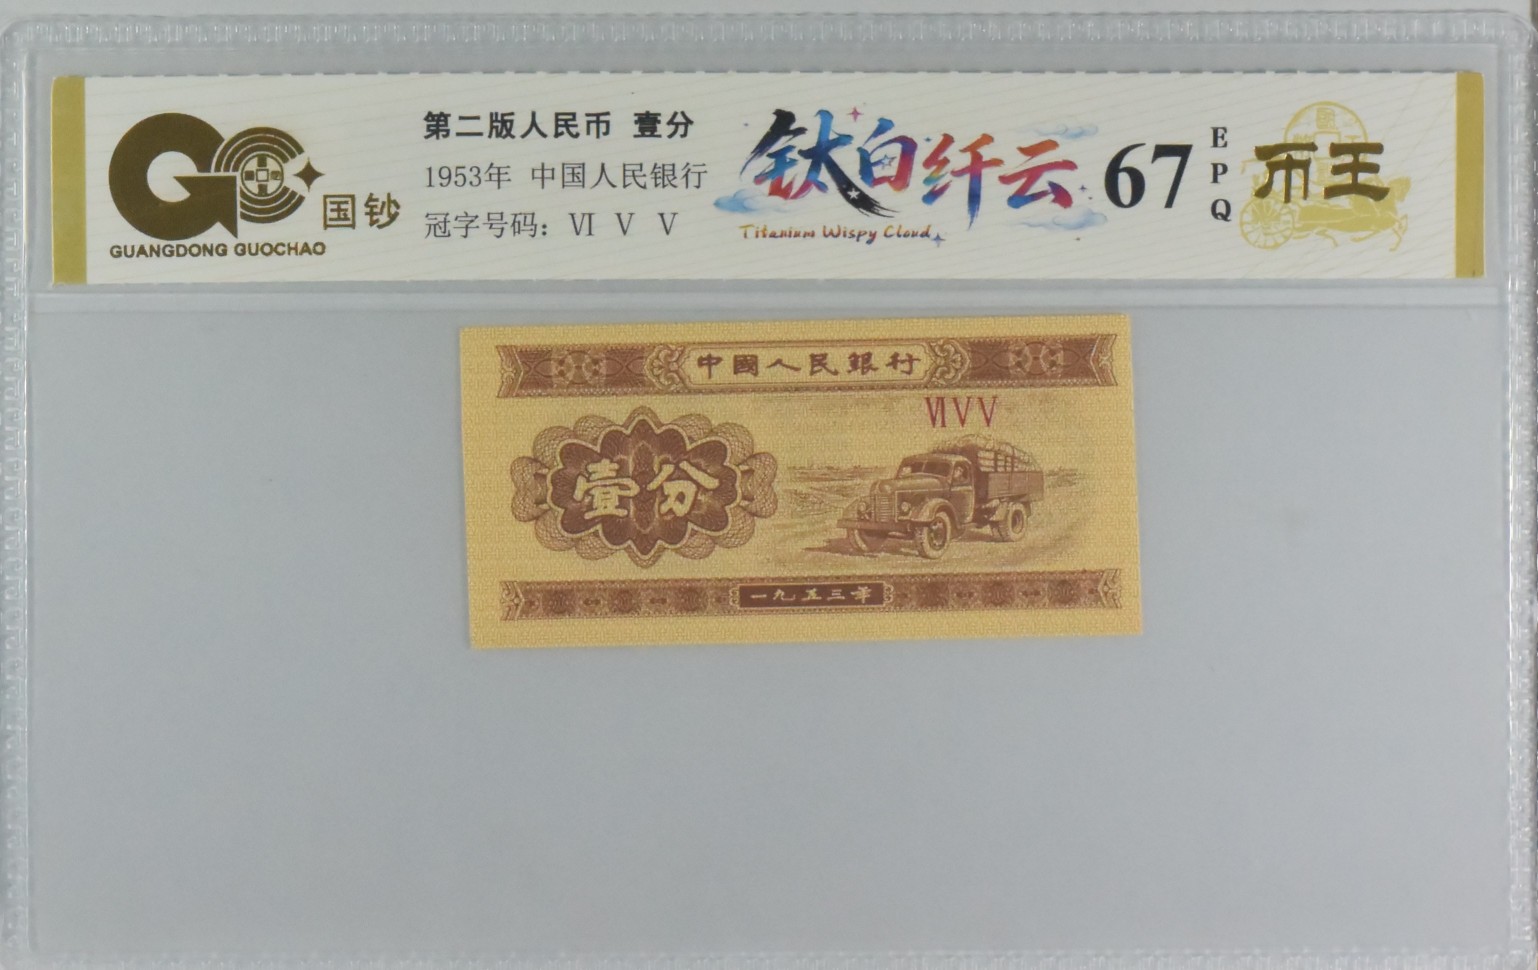 国钞
GUANGDONG GUOCHAO
第二版人民币 壹分
1953年 中国人民银行
冠字号码：Ⅵ Ⅴ Ⅴ
钛白纤云
Titanium Wispy Cloud
67
EPQ
币王
中國人民銀行
ⅥⅤⅤ
壹分
一九五三年